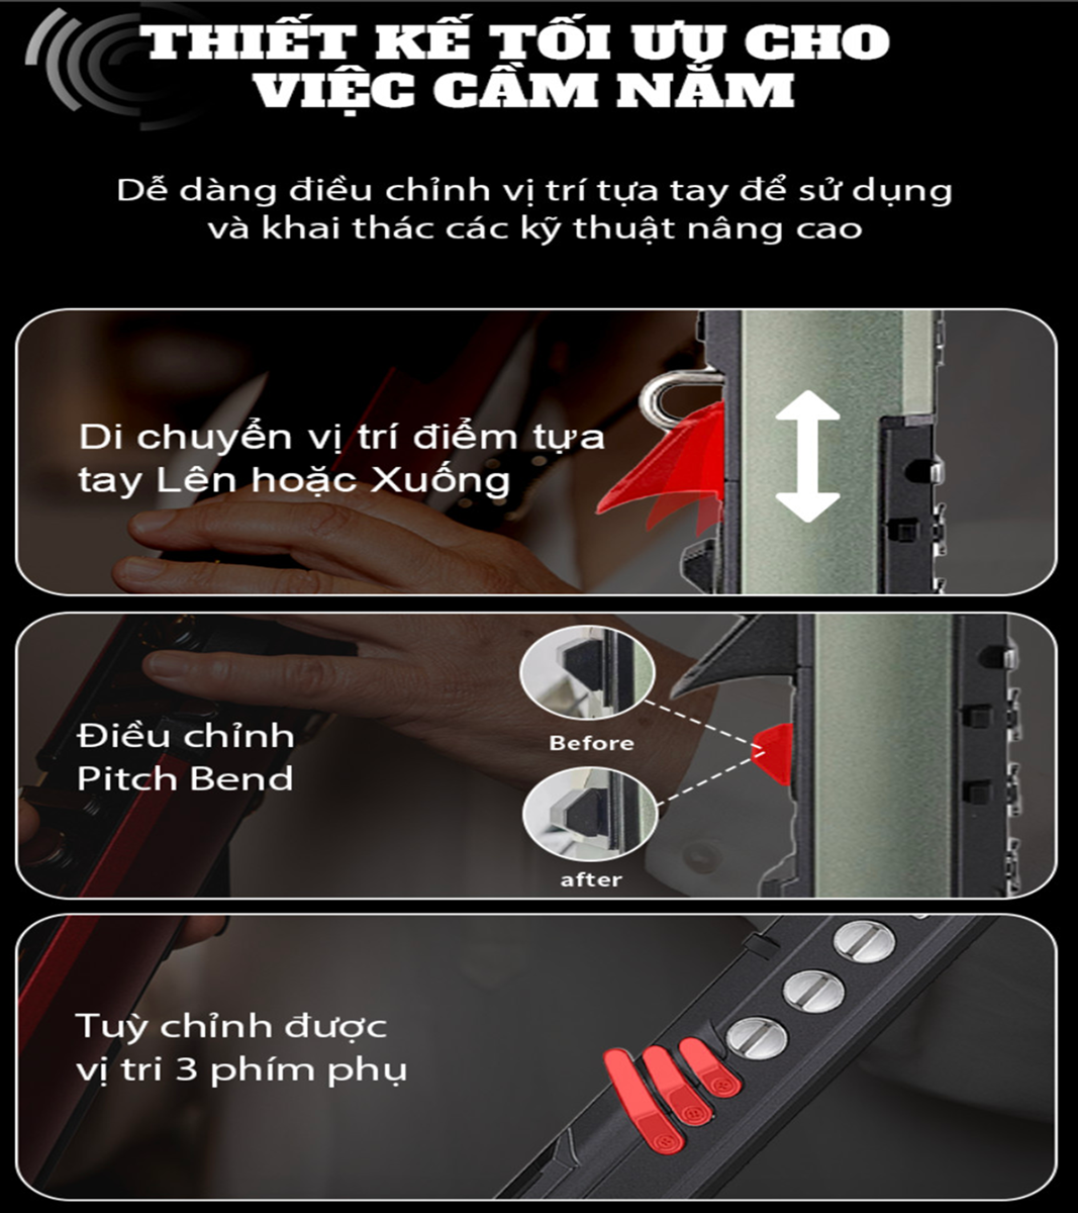 THIẾT KẾ TỐI ƯU CHO
VIỆC CẦM NẮM
Dễ dàng điều chỉnh vị trí tựa tay để sử dụng
và khai thác các kỹ thuật nâng cao
Di chuyển vị trí điểm tựa
tay Lên hoặc Xuống
Before
Điều chỉnh
Pitch Bend
after
Tuỳ chỉnh được
vị tri 3 phím phụ